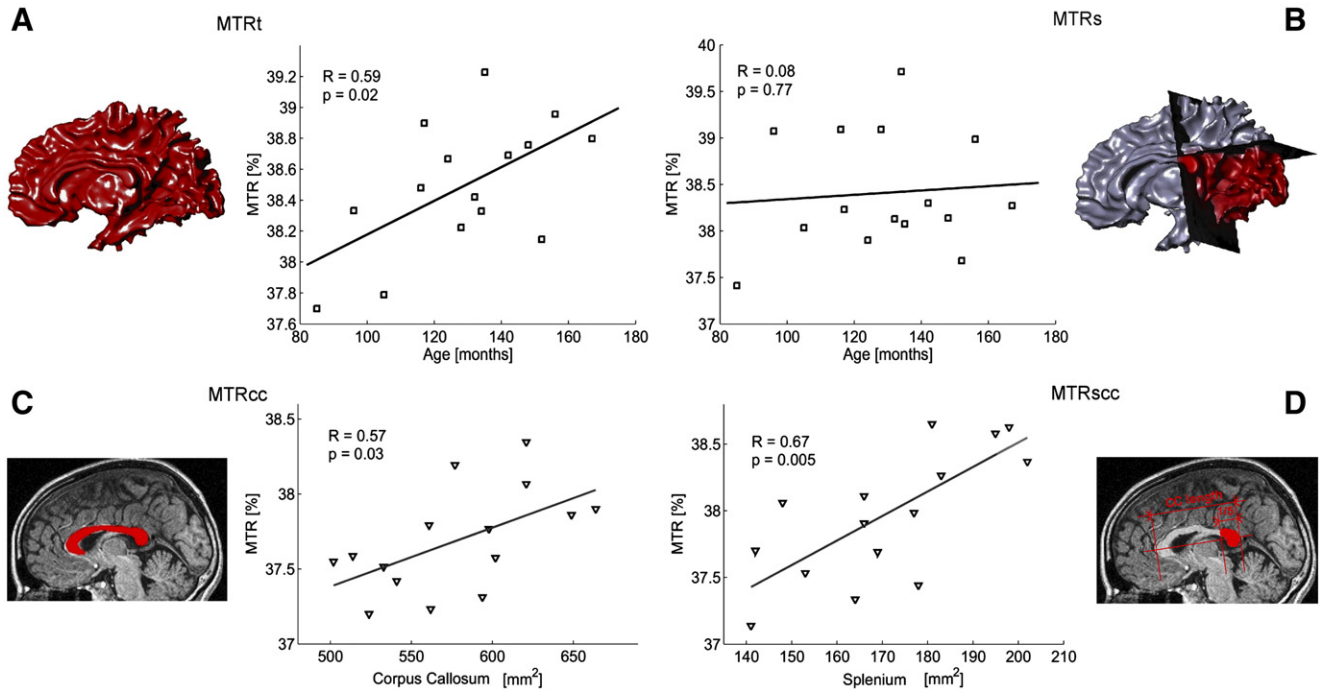 A
MTRt
R = 0.59
p = 0.02
MTR [%]
39.2
39
38.8
38.6
38.4
38.2
38
37.8
37.6
80 100 120 140 160 180
Age [months]
MTRs
B
R = 0.08
p = 0.77
MTR [%]
40
39.5
39
38.5
38
37.5
37
80 100 120 140 160 180
Age [months]
C
MTRcc
R = 0.57
p = 0.03
MTR [%]
38.5
38
37.5
37
500 550 600 650
Corpus Callosum [mm²]
MTRscc
D
R = 0.67
p = 0.005
MTR [%]
38.5
38
37.5
37
140 150 160 170 180 190 200 210
Splenium [mm²]
CC length